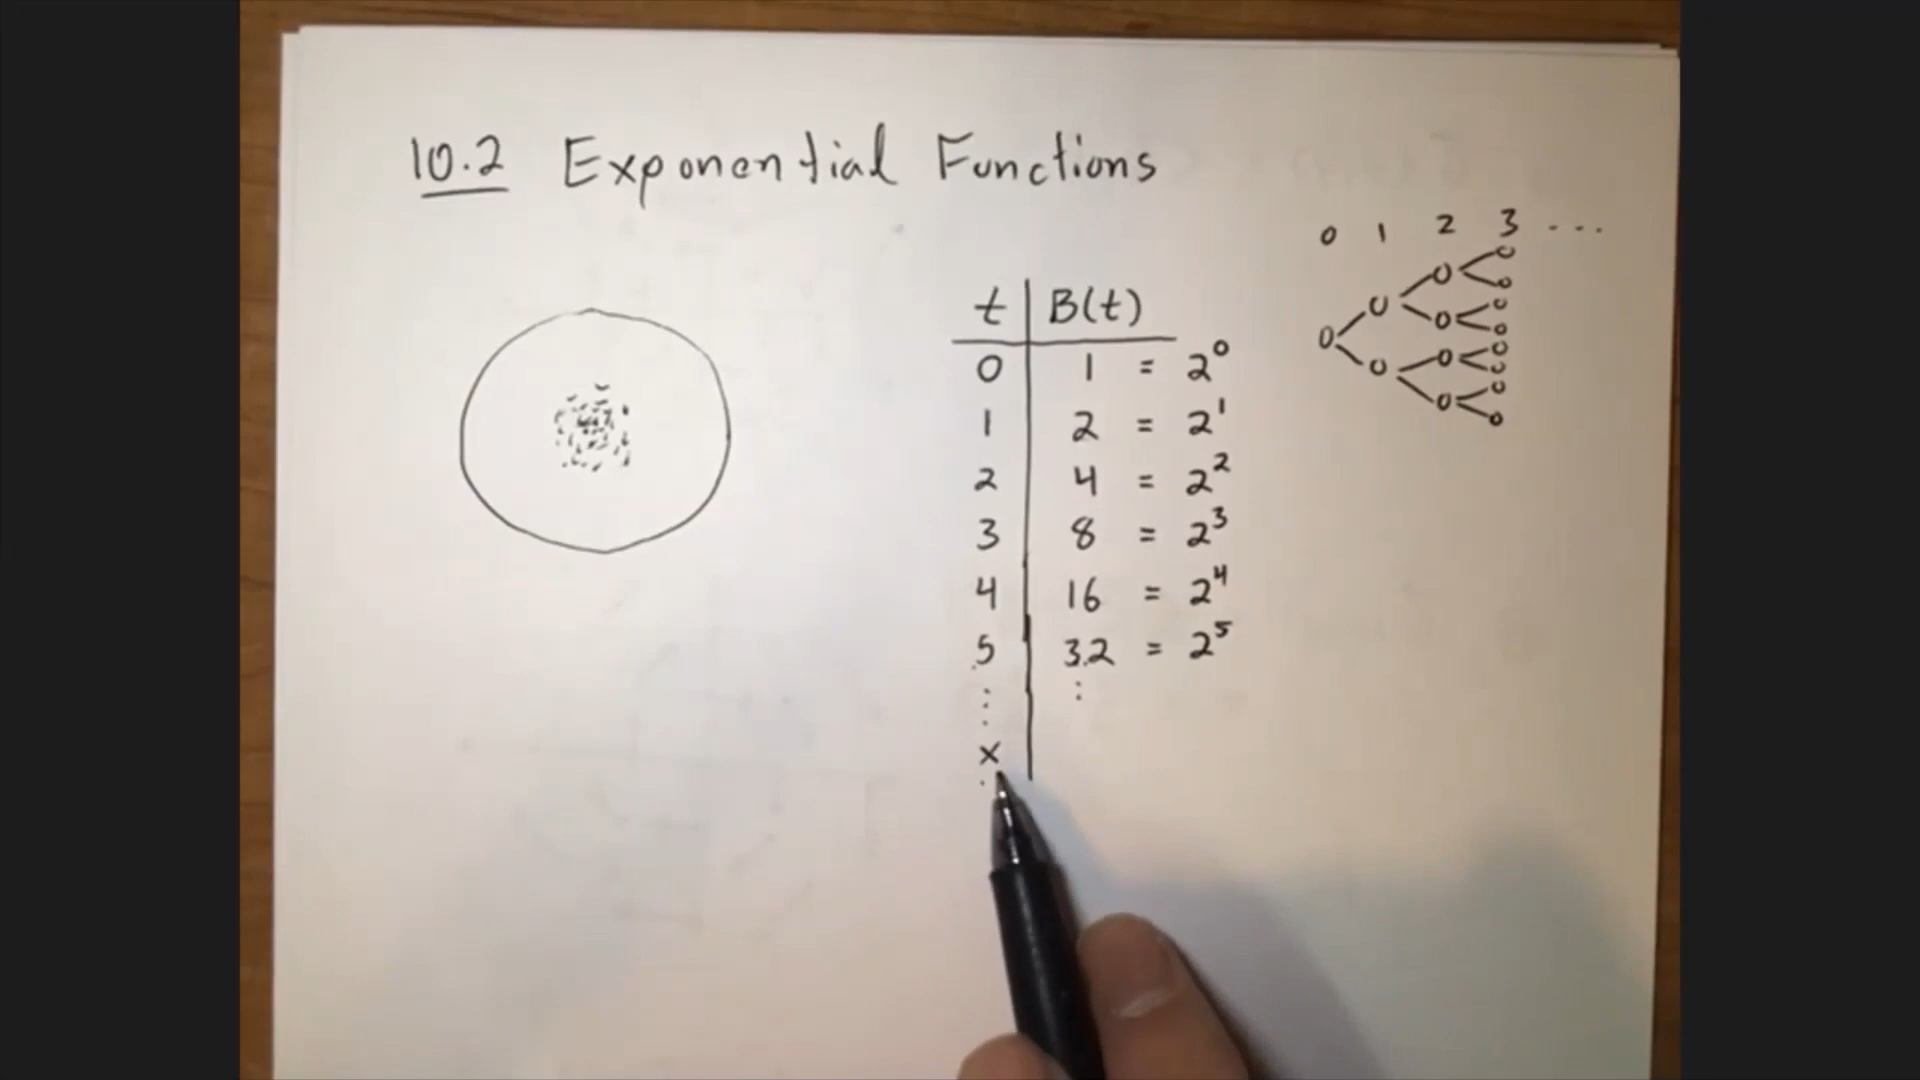 10.2 Exponential Functions
0 1 2 3 ...
t B(t)
0 1 = 2⁰
1 2 = 2¹
2 4 = 2²
3 8 = 2³
4 16 = 2⁴
5 32 = 2⁵
⋮ ⋮
x